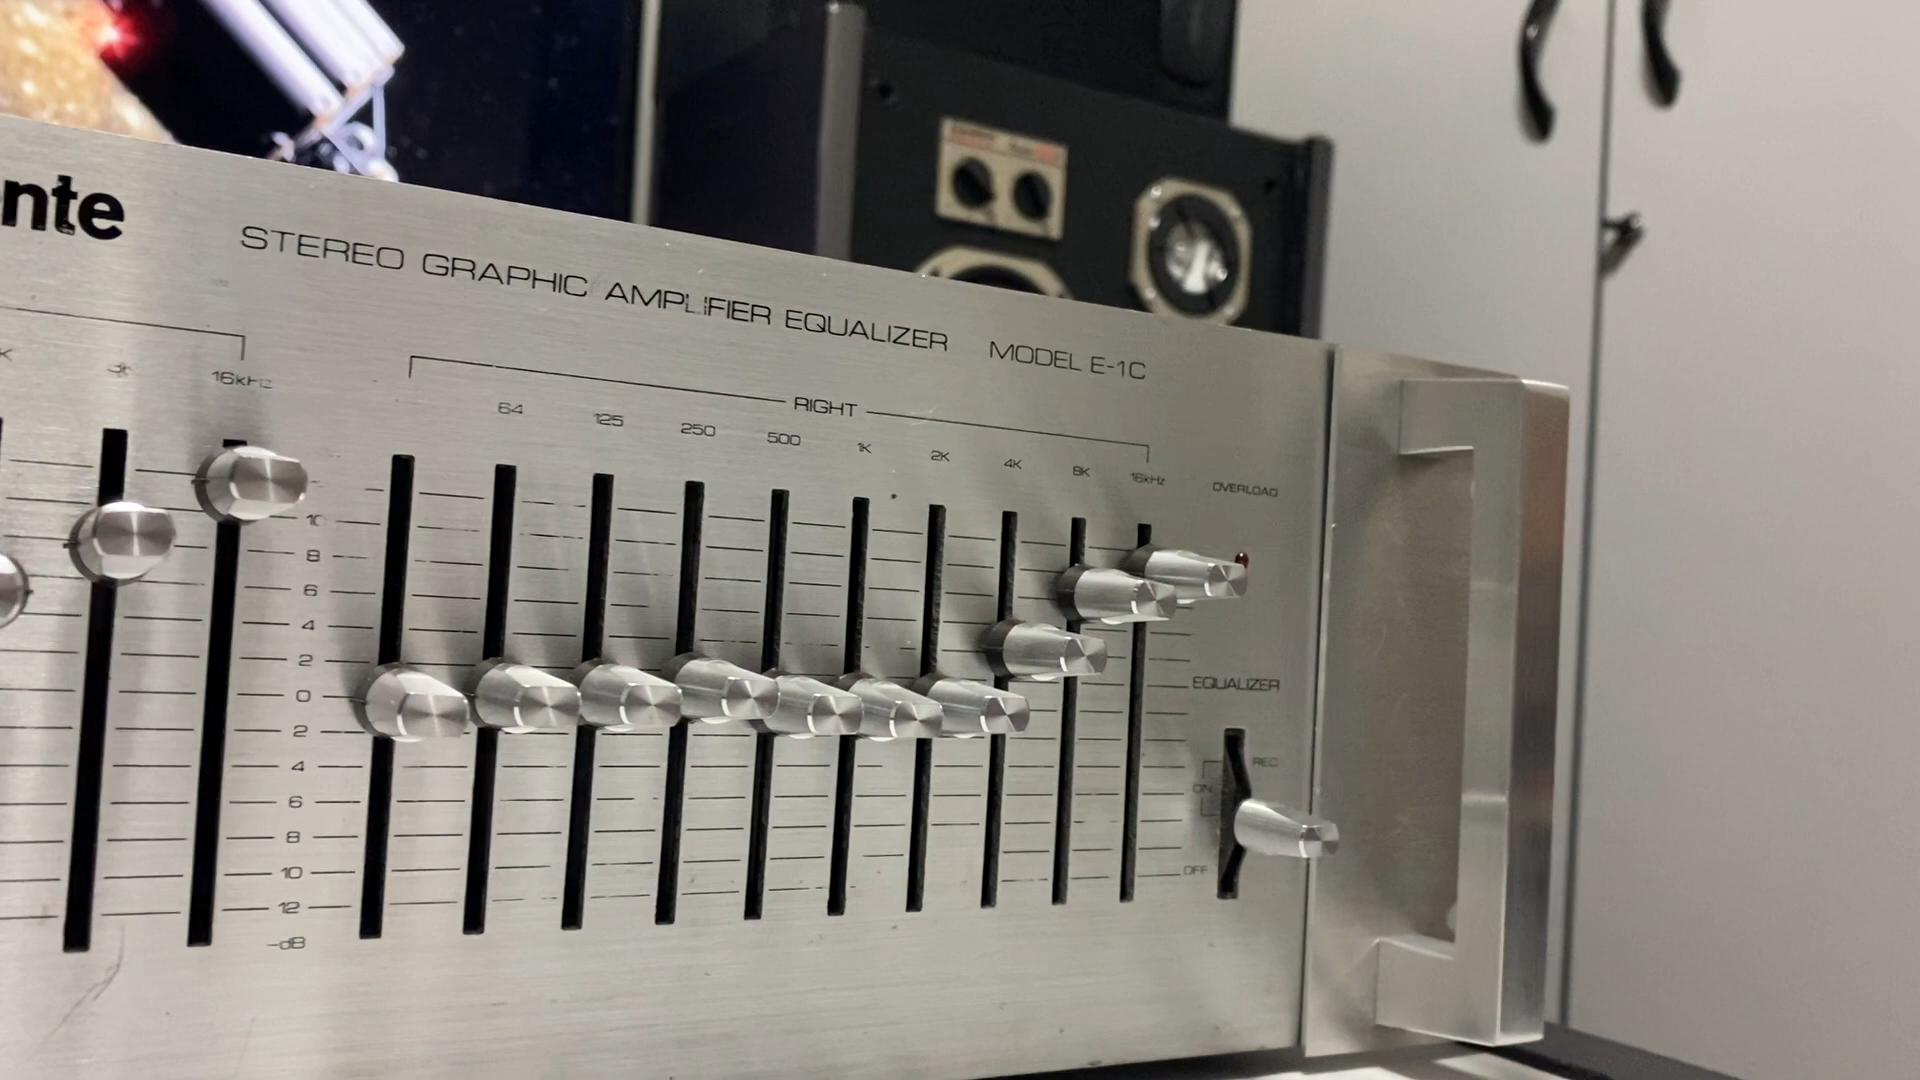 nte
STEREO GRAPHIC AMPLIFIER EQUALIZER MODEL E-1C
RIGHT
K 16kHz 64 125 250 500 1K 2K 4K 8K 16kHz
OVERLOAD
10
8
6
4
2
0
2
4
6
8
10
12
-dB
EQUALIZER
REC
ON
OFF